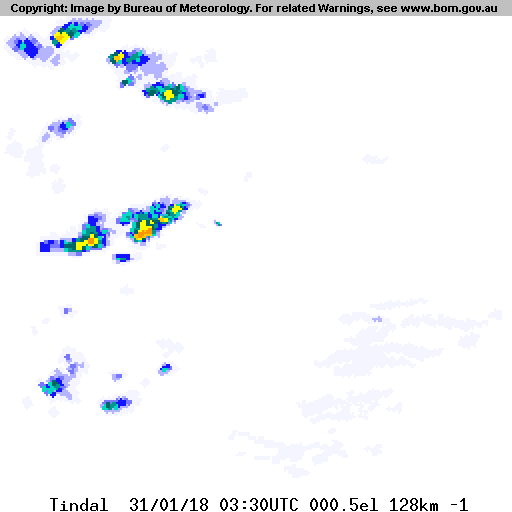 Copyright: Image by Bureau of Meteorology. For related Warnings, see www.bom.gov.au
Tindal 31/01/18 03:30UTC 000.5el 128km -1